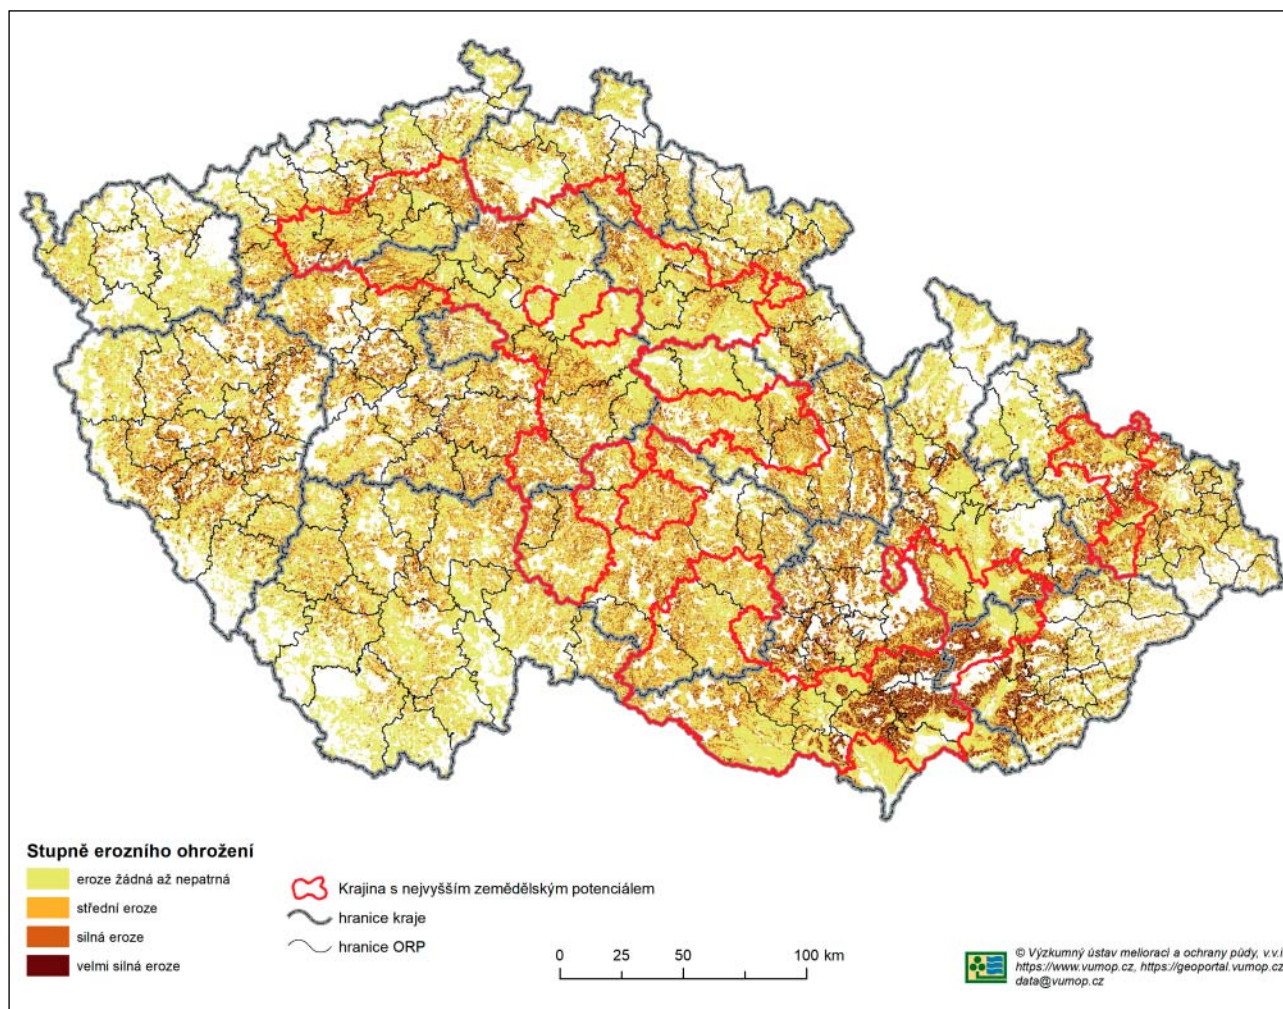 Stupně erozního ohrožení
eroze žádná až nepatrná
střední eroze
silná eroze
velmi silná eroze
Krajina s nejvyšším zemědělským potenciálem
hranice kraje
hranice ORP
0 25 50 100 km
© Výzkumný ústav meliorací a ochrany půdy, v.v.i
https://www.vumop.cz, https://geoportal.vumop.cz
data@vumop.cz